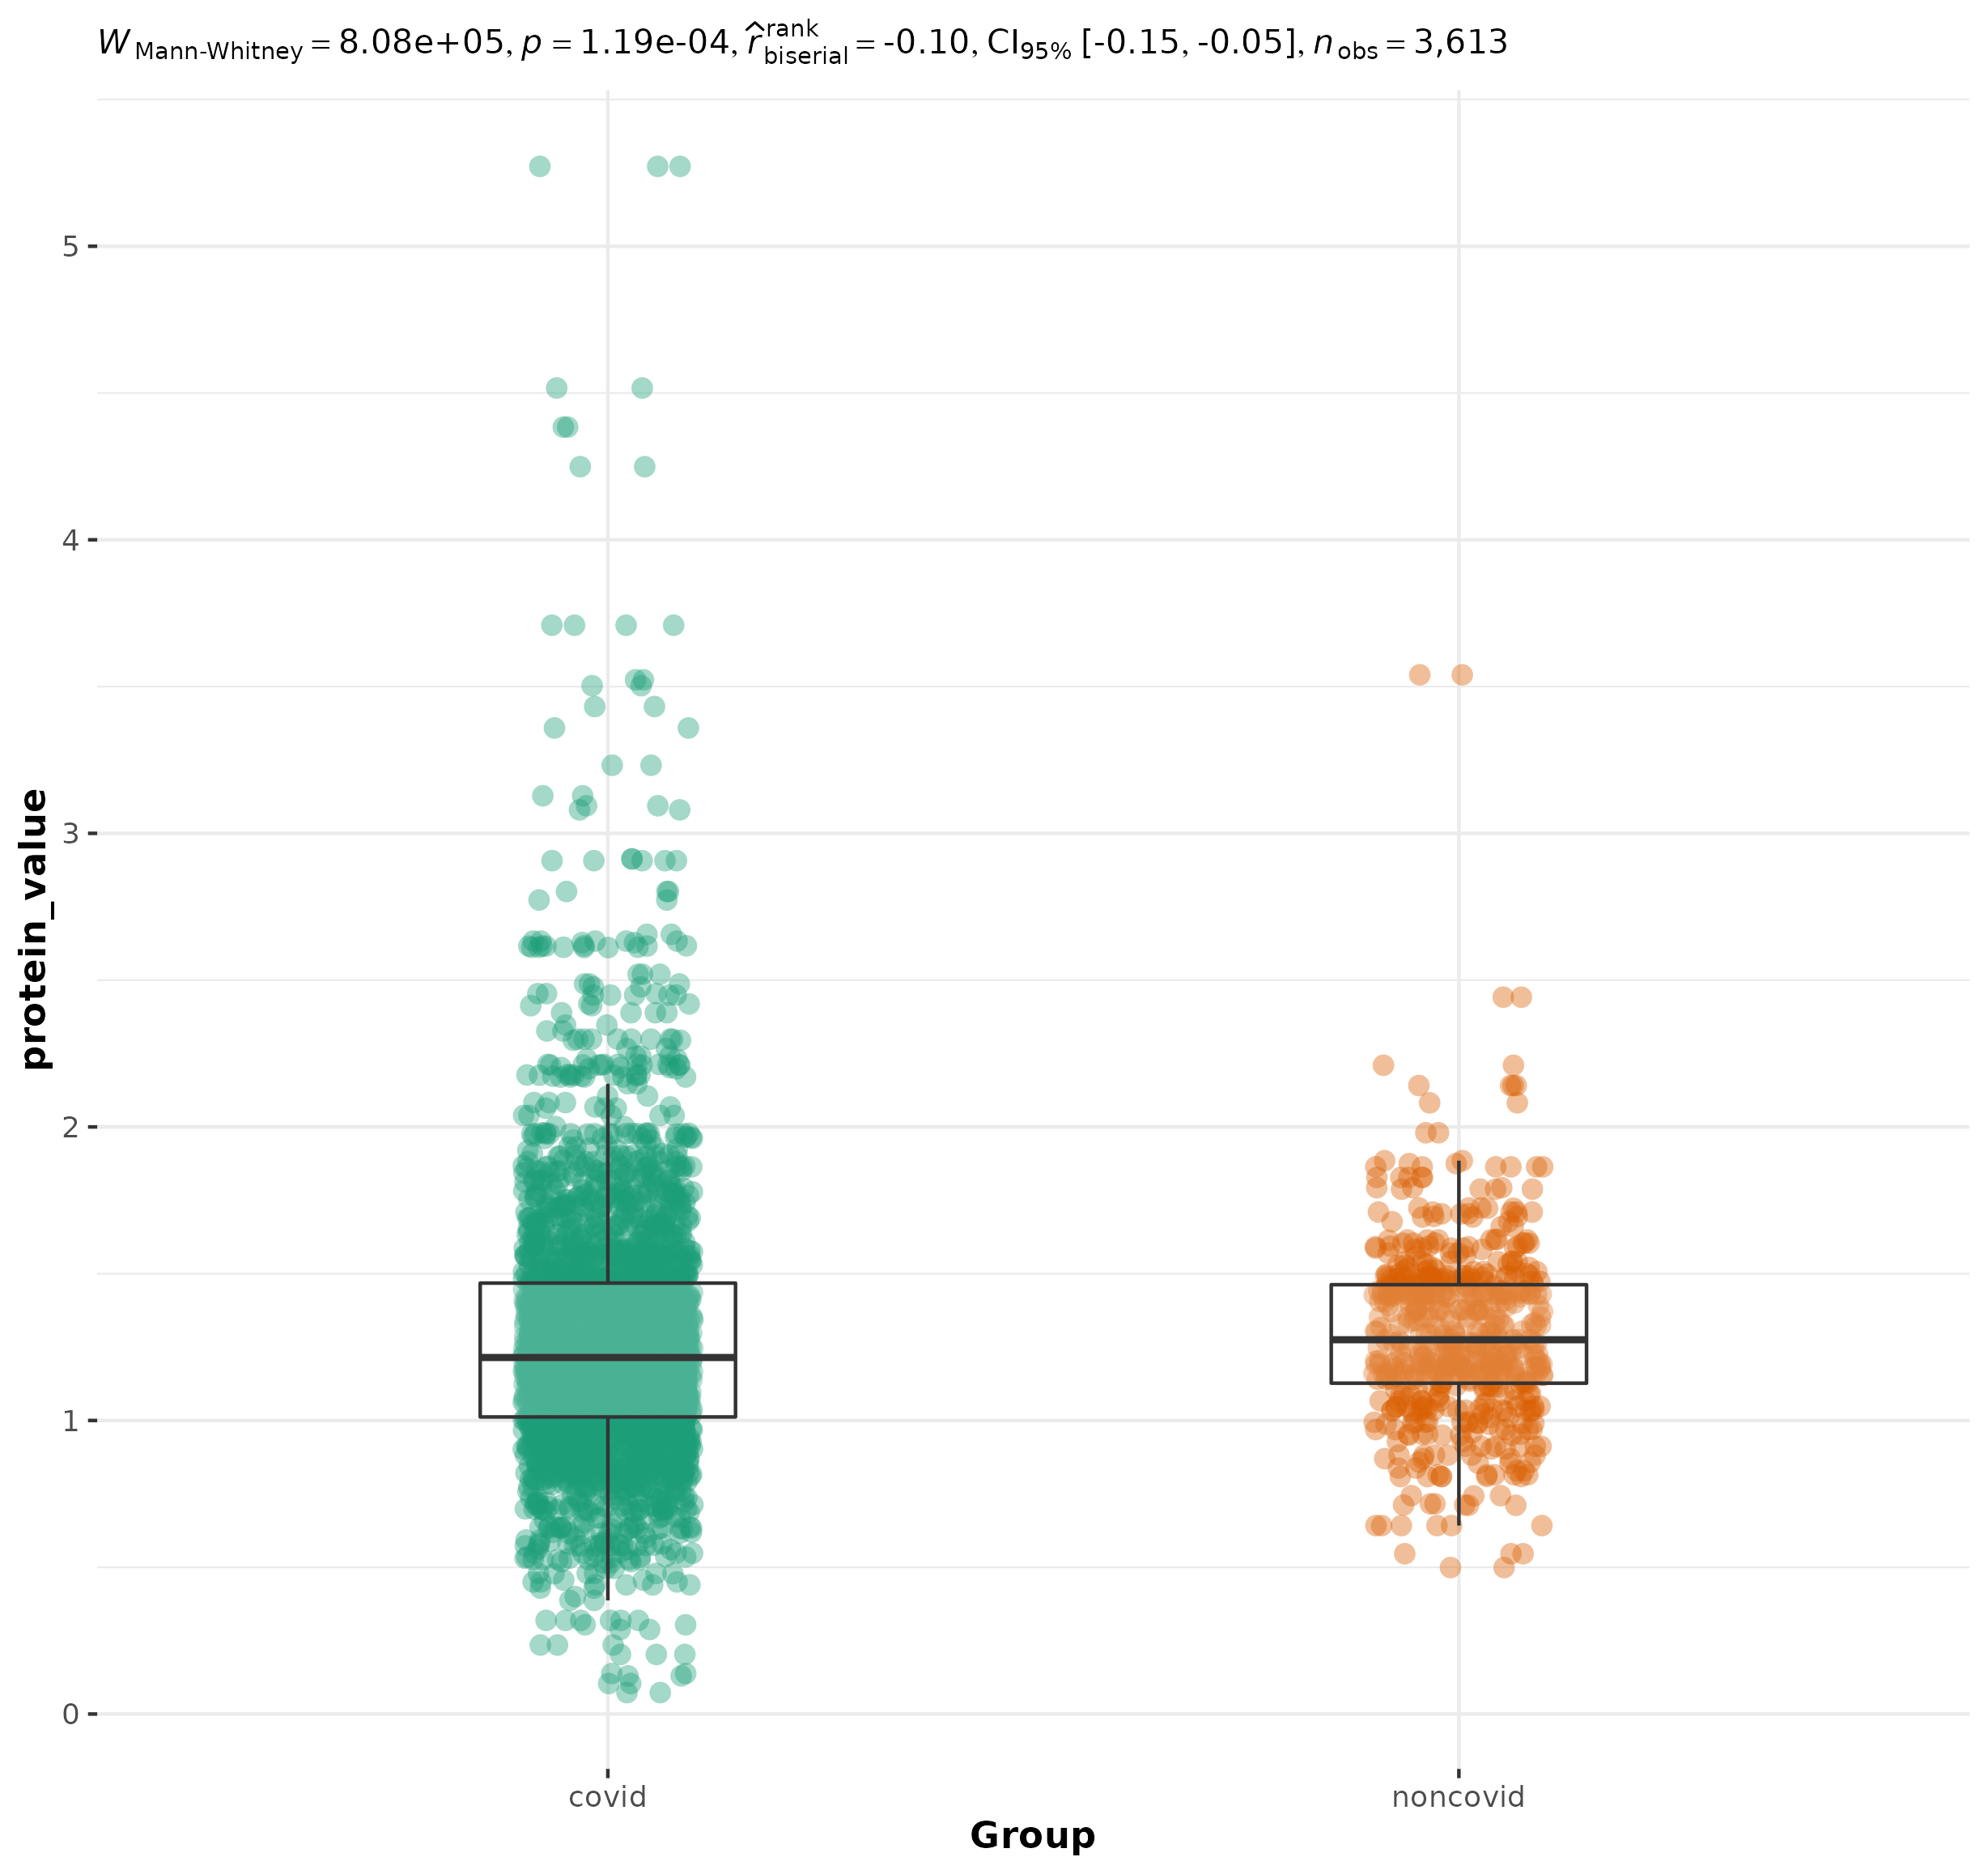 W Mann-Whitney = 8.08e+05, p = 1.19e-04, r̂ rank biserial = -0.10, CI95% [-0.15, -0.05], n obs = 3,613
5
4
3
2
1
0
protein_value
covid noncovid
Group